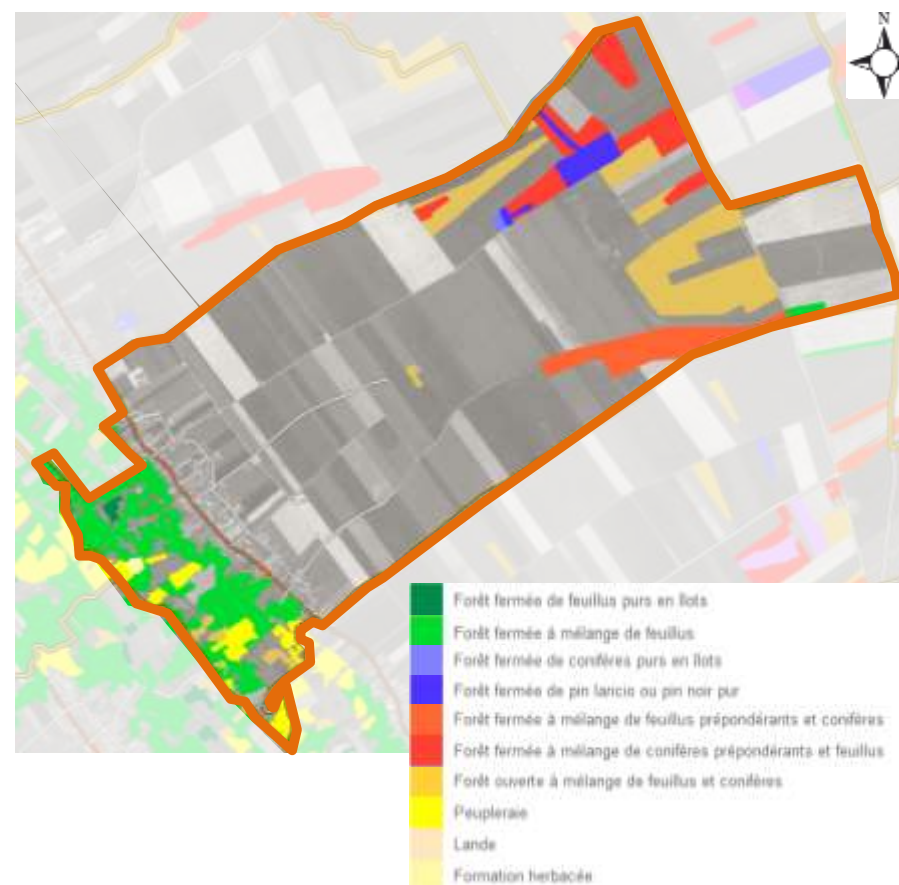 N
Forêt fermée de feuillus purs en îlots
Forêt fermée à mélange de feuillus
Forêt fermée de conifères purs en îlots
Forêt fermée de pin laricio ou pin noir pur
Forêt fermée à mélange de feuillus prépondérants et conifères
Forêt fermée à mélange de conifères prépondérants et feuillus
Forêt ouverte à mélange de feuillus et conifères
Peupleraie
Lande
Formation herbacée